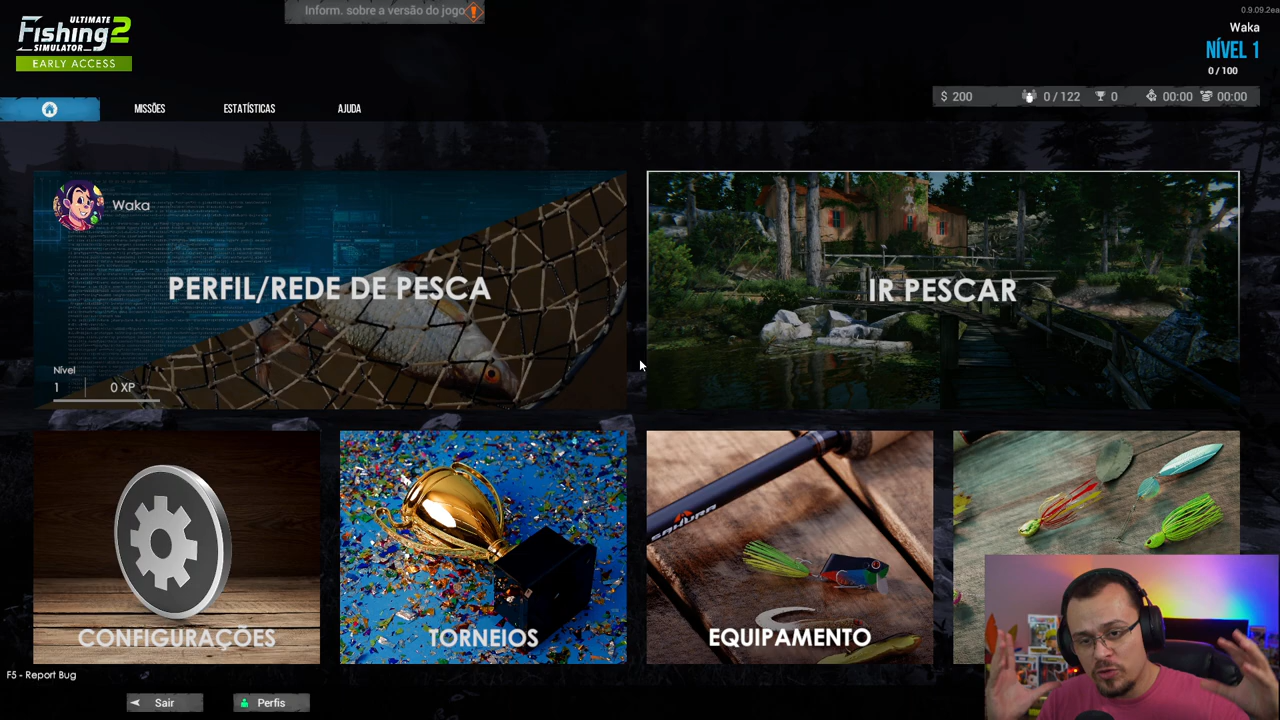 Inform. sobre a versão do jogo
0.9.09.2ea
ULTIMATE
Fishing 2
SIMULATOR
EARLY ACCESS
Waka
NÍVEL 1
0 / 100
MISSÕES
ESTATÍSTICAS
AJUDA
$ 200
0 / 122
0
00:00
00:00
Waka
PERFIL/REDE DE PESCA
IR PESCAR
Nível
1
0 XP
SAKURA
CONFIGURAÇÕES
TORNEIOS
EQUIPAMENTO
F5 - Report Bug
Sair
Perfis